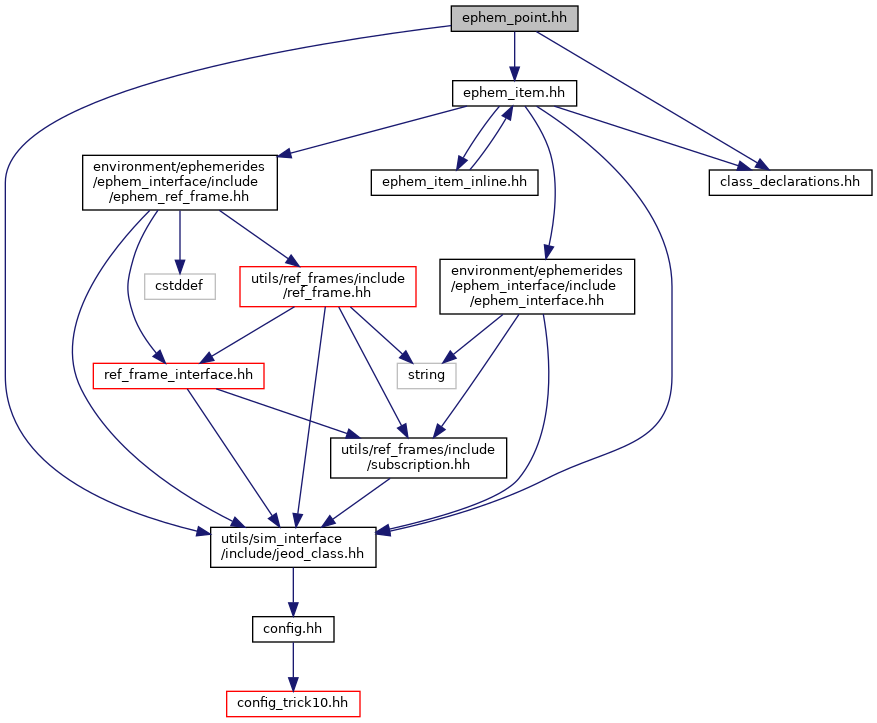 ephem_point.hh
ephem_item.hh
environment/ephemerides
/ephem_interface/include
/ephem_ref_frame.hh
ephem_item_inline.hh
class_declarations.hh
cstddef
utils/ref_frames/include
/ref_frame.hh
environment/ephemerides
/ephem_interface/include
/ephem_interface.hh
ref_frame_interface.hh
string
utils/ref_frames/include
/subscription.hh
utils/sim_interface
/include/jeod_class.hh
config.hh
config_trick10.hh